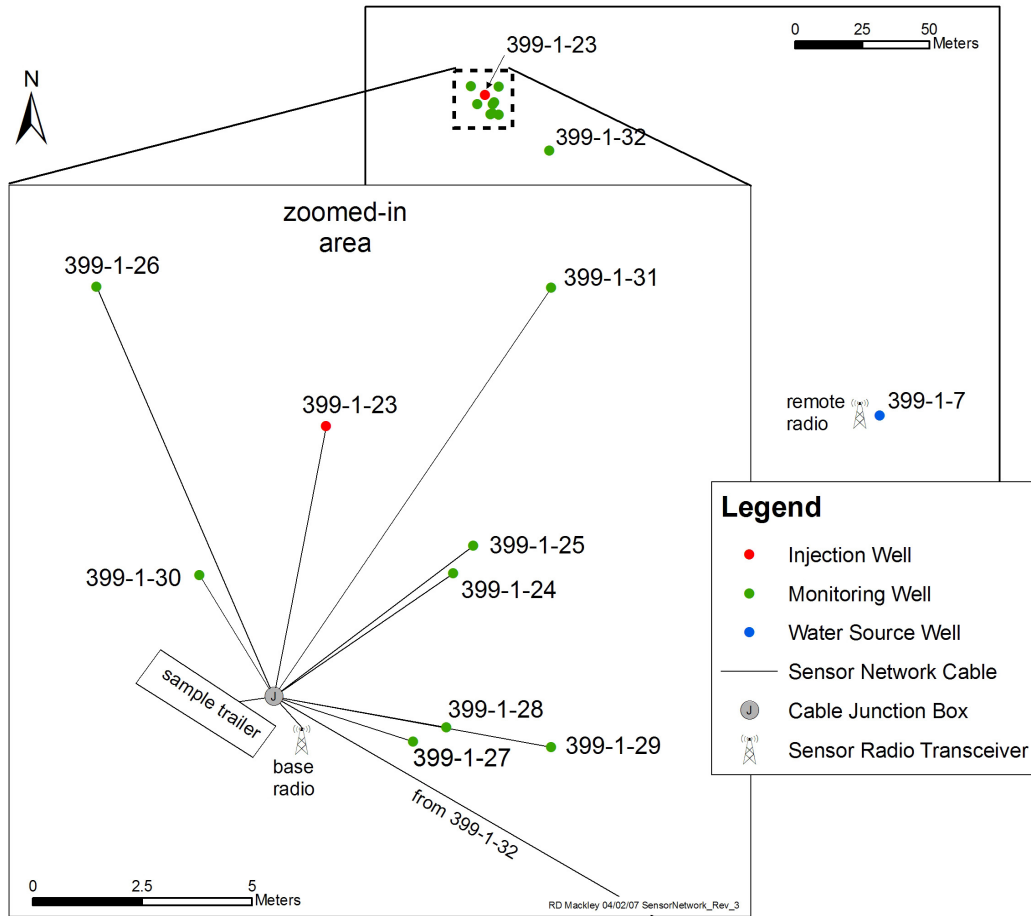 399-1-23
0 25 50
Meters
N
399-1-32
zoomed-in
area
399-1-26
399-1-31
399-1-23
remote
radio
399-1-7
399-1-25
399-1-30
399-1-24
sample trailer
J
399-1-28
399-1-27
399-1-29
base
radio
from 399-1-32
Legend
Injection Well
Monitoring Well
Water Source Well
Sensor Network Cable
J Cable Junction Box
Sensor Radio Transceiver
0 2.5 5
Meters
RD Mackley 04/02/07 SensorNetwork_Rev_3